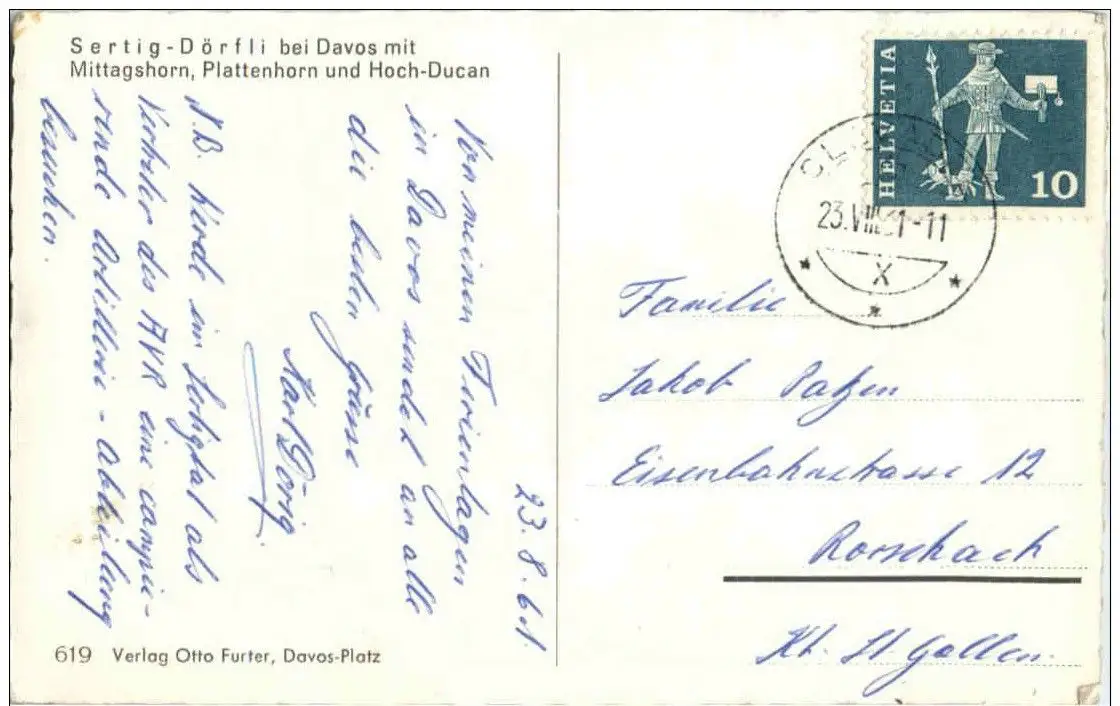 Sertig-Dörfli bei Davos mit
Mittagshorn, Plattenhorn und Hoch-Ducan
23.8.61
Von meinen Ferientagen
in Davos sendet an alle
die besten Grüsse
Karl Dörig
N.B. Werde im Sertigtal als
Vertreter des AVR eine campie-
rende Artillerie-Abteilung
besuchen.
619 Verlag Otto Furter, Davos-Platz
HELVETIA
10
23.VIII.61-11
X
Familie
Jakob
Eisenbahnstrasse 12
Rorschach
Kt. St Gallen.